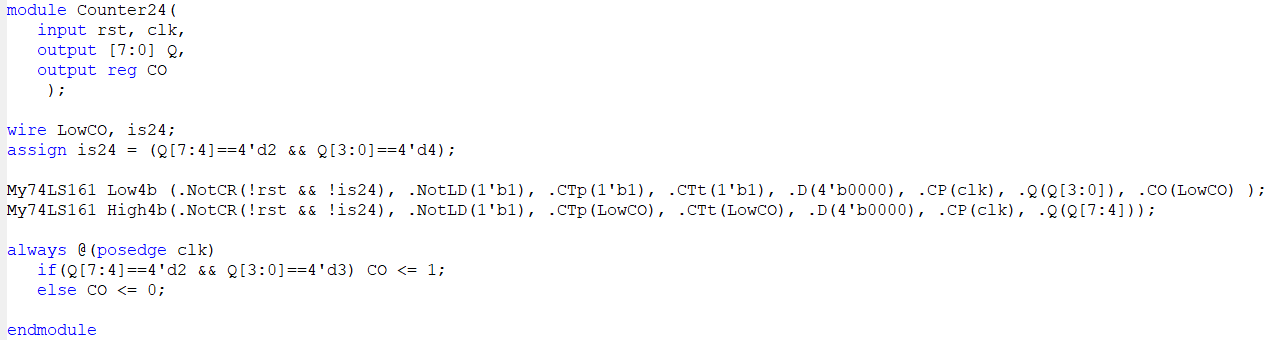 module Counter24(
input rst, clk,
output [7:0] Q,
output reg CO
);
wire LowCO, is24;
assign is24 = (Q[7:4]==4'd2 && Q[3:0]==4'd4);
My74LS161 Low4b (.NotCR(!rst && !is24), .NotLD(1'b1), .CTp(1'b1), .CTt(1'b1), .D(4'b0000), .CP(clk), .Q(Q[3:0]), .CO(LowCO) );
My74LS161 High4b(.NotCR(!rst && !is24), .NotLD(1'b1), .CTp(LowCO), .CTt(LowCO), .D(4'b0000), .CP(clk), .Q(Q[7:4]));
always @(posedge clk)
if(Q[7:4]==4'd2 && Q[3:0]==4'd3) CO <= 1;
else CO <= 0;
endmodule